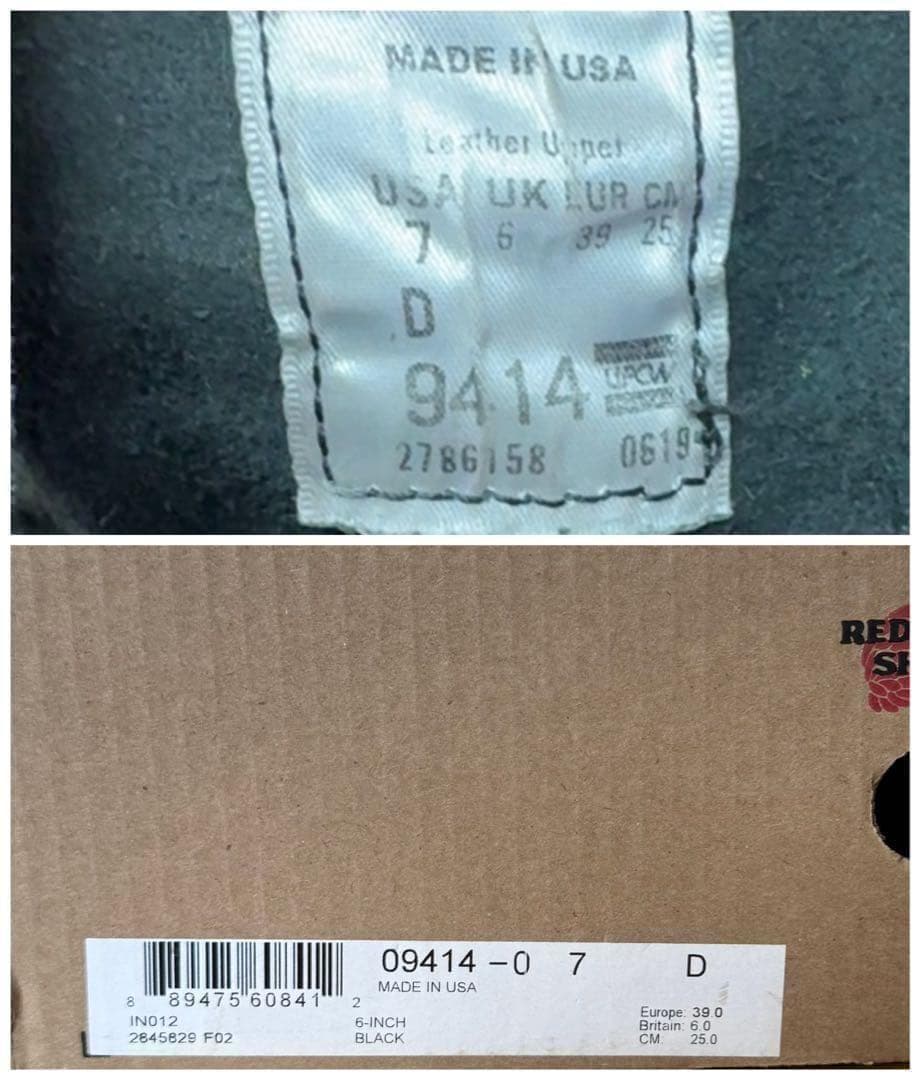 MADE IN USA
Leather Upper
USA UK EUR CM
7 6 39 25
D
9414 UFCW
2786158 0619
RED
SH
09414-0 7 D
MADE IN USA
8 89475 60841 2
IN012 6-INCH Europe: 39.0
2845829 F02 BLACK Britain: 6.0
CM: 25.0